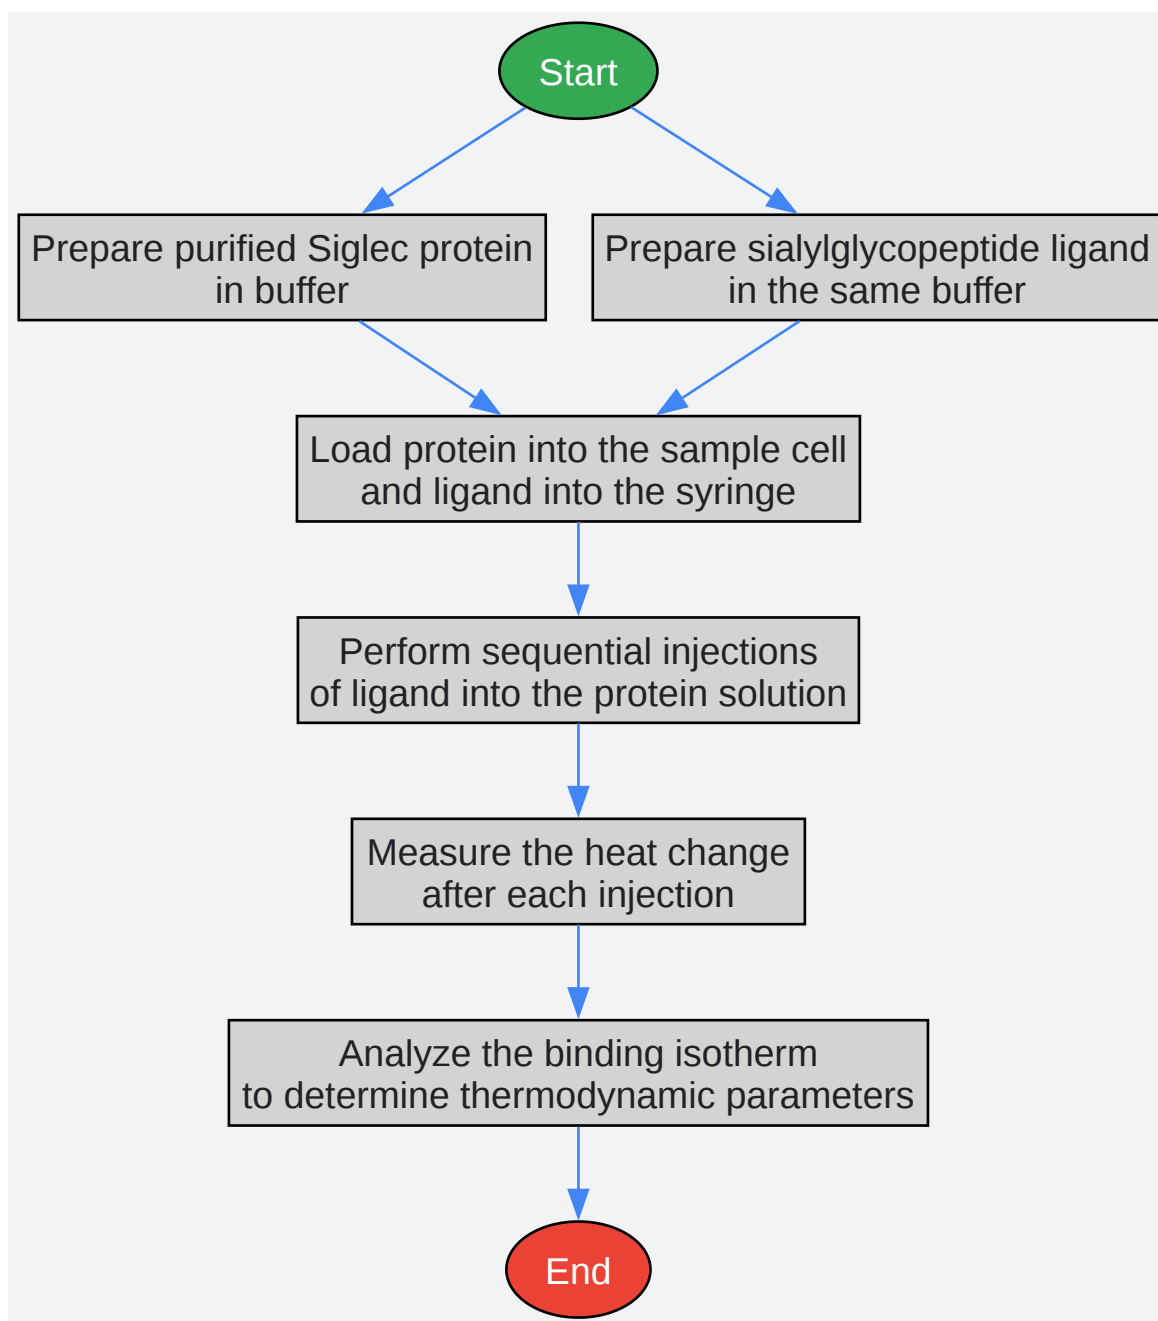 Start
Prepare purified Siglec protein
in buffer
Prepare sialylglycopeptide ligand
in the same buffer
Load protein into the sample cell
and ligand into the syringe
Perform sequential injections
of ligand into the protein solution
Measure the heat change
after each injection
Analyze the binding isotherm
to determine thermodynamic parameters
End